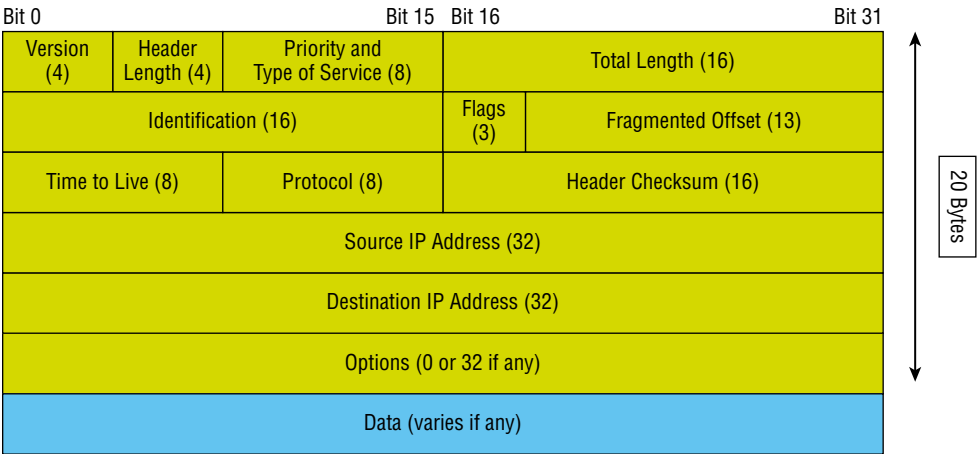 Bit 0 Bit 15 Bit 16 Bit 31
Version
(4)
Header
Length (4)
Priority and
Type of Service (8)
Total Length (16)
Identification (16)
Flags
(3)
Fragmented Offset (13)
Time to Live (8)
Protocol (8)
Header Checksum (16)
Source IP Address (32)
Destination IP Address (32)
Options (0 or 32 if any)
Data (varies if any)
20 Bytes